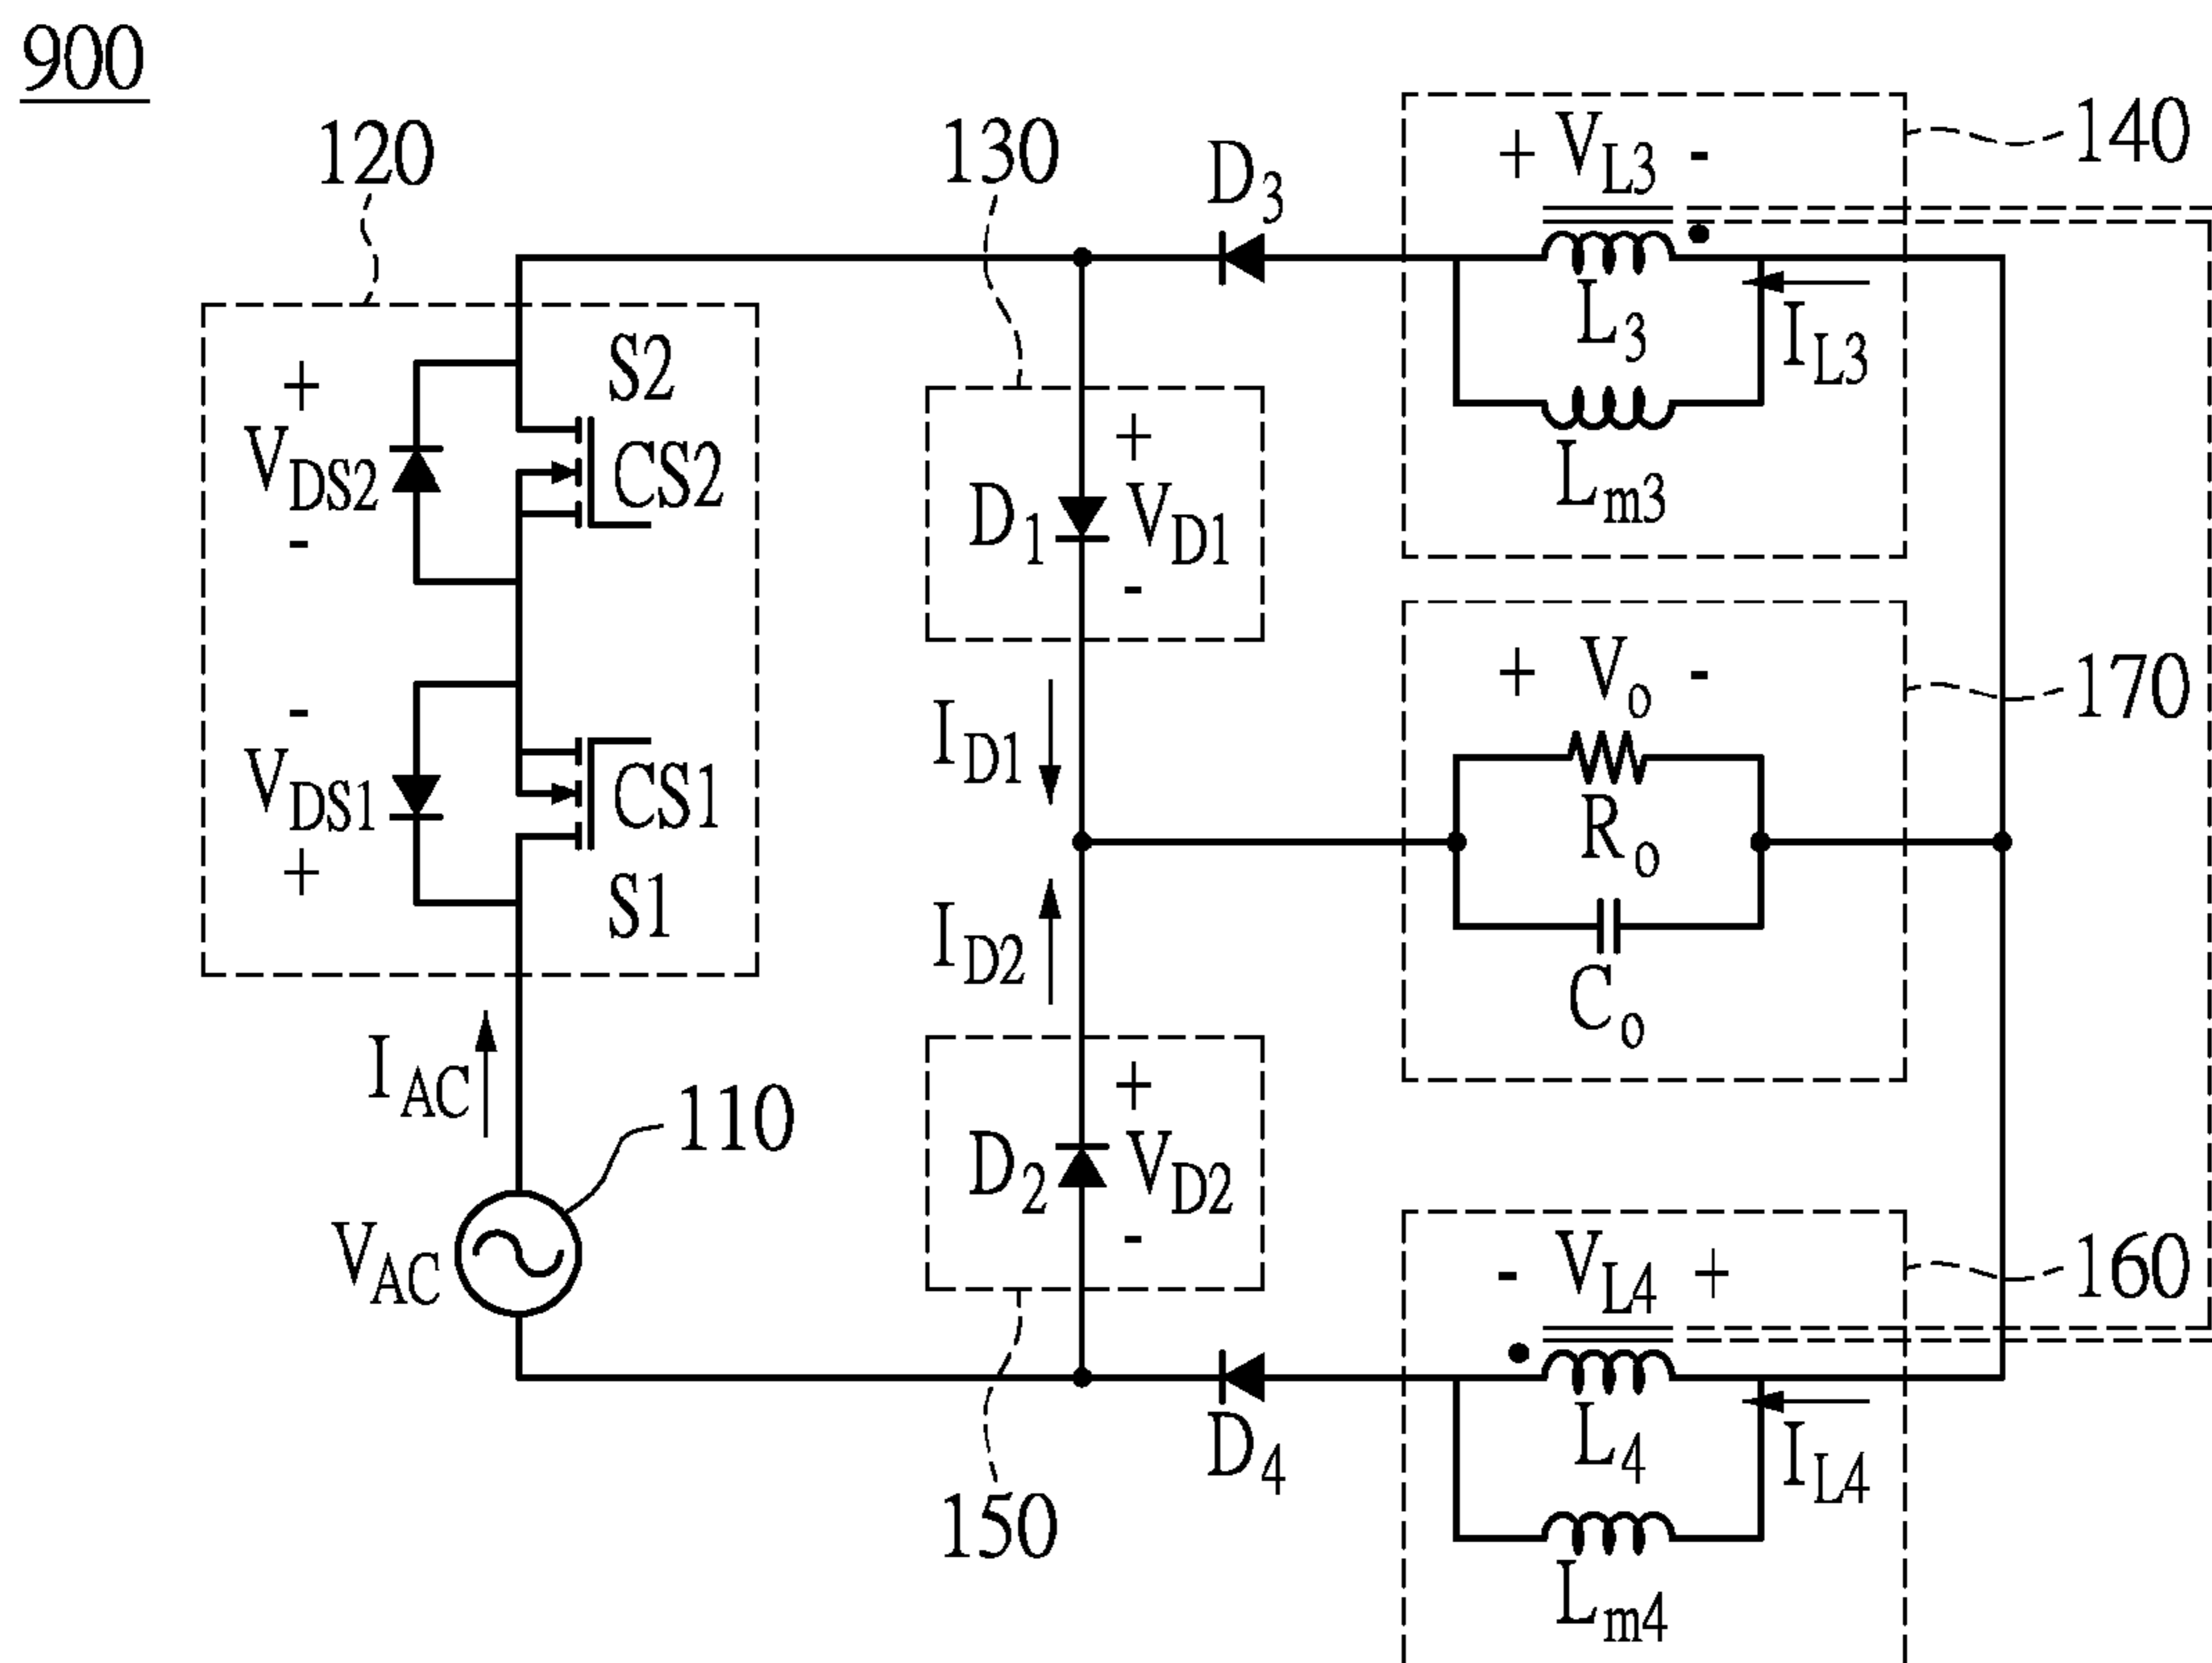 900
120
130
D3
+ VL3 -
140
L3
IL3
Lm3
S2
CS2
+
VDS2
-
-
VDS1
+
CS1
S1
D1
+
VD1
-
ID1
ID2
+ Vo -
170
Ro
Co
IAC
110
VAC
D2
+
VD2
-
150
D4
- VL4 +
160
L4
IL4
Lm4